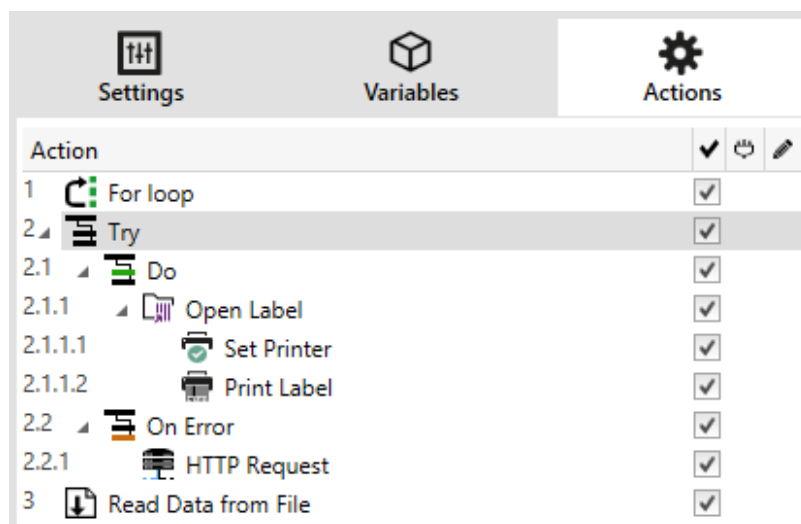 Settings Variables Actions
Action
1 For loop
2 Try
2.1 Do
2.1.1 Open Label
2.1.1.1 Set Printer
2.1.1.2 Print Label
2.2 On Error
2.2.1 HTTP Request
3 Read Data from File